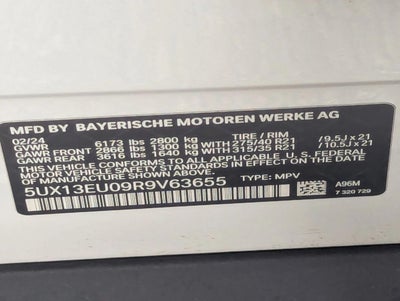 MFD BY BAYERISCHE MOTOREN WERKE AG
02/24 TIRE / RIM
GVWR 6173 lbs 2800 kg
GAWR FRONT 2866 lbs 1300 kg WITH 275/40 R21 / 9.5J x 21
GAWR REAR 3616 lbs 1640 kg WITH 315/35 R21 / 10.5J x 21
THIS VEHICLE CONFORMS TO ALL APPLICABLE U.S. FEDERAL
MOTOR VEHICLE SAFETY STANDARDS IN EFFECT ON THE DATE OF
MANUFACTURE SHOWN ABOVE.
5UX13EU09R9V63655 TYPE: MPV
A96M
7 320 729